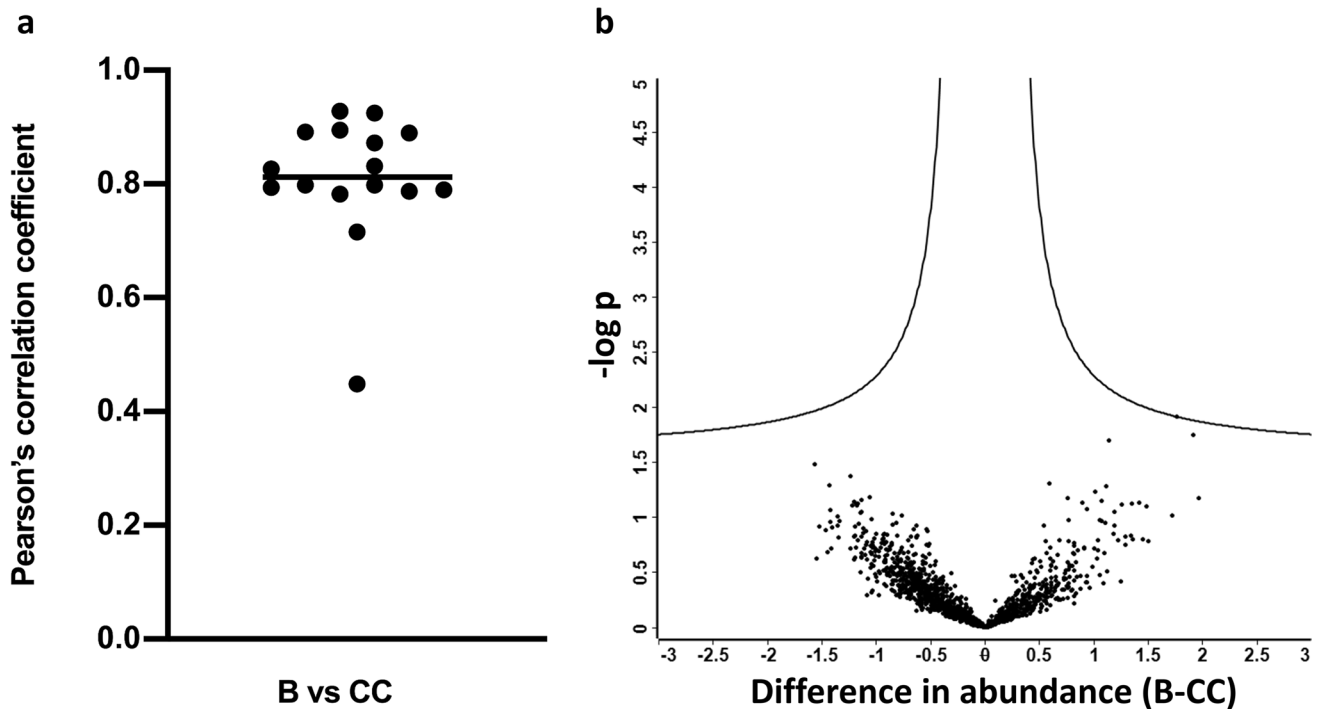 a
Pearson's correlation coefficient
1.0
0.8
0.6
0.4
0.2
0.0
B vs CC
b
-log p
5
4.5
4
3.5
3
2.5
2
1.5
1
0.5
0
-3 -2.5 -2 -1.5 -1 -0.5 0 0.5 1 1.5 2 2.5 3
Difference in abundance (B-CC)